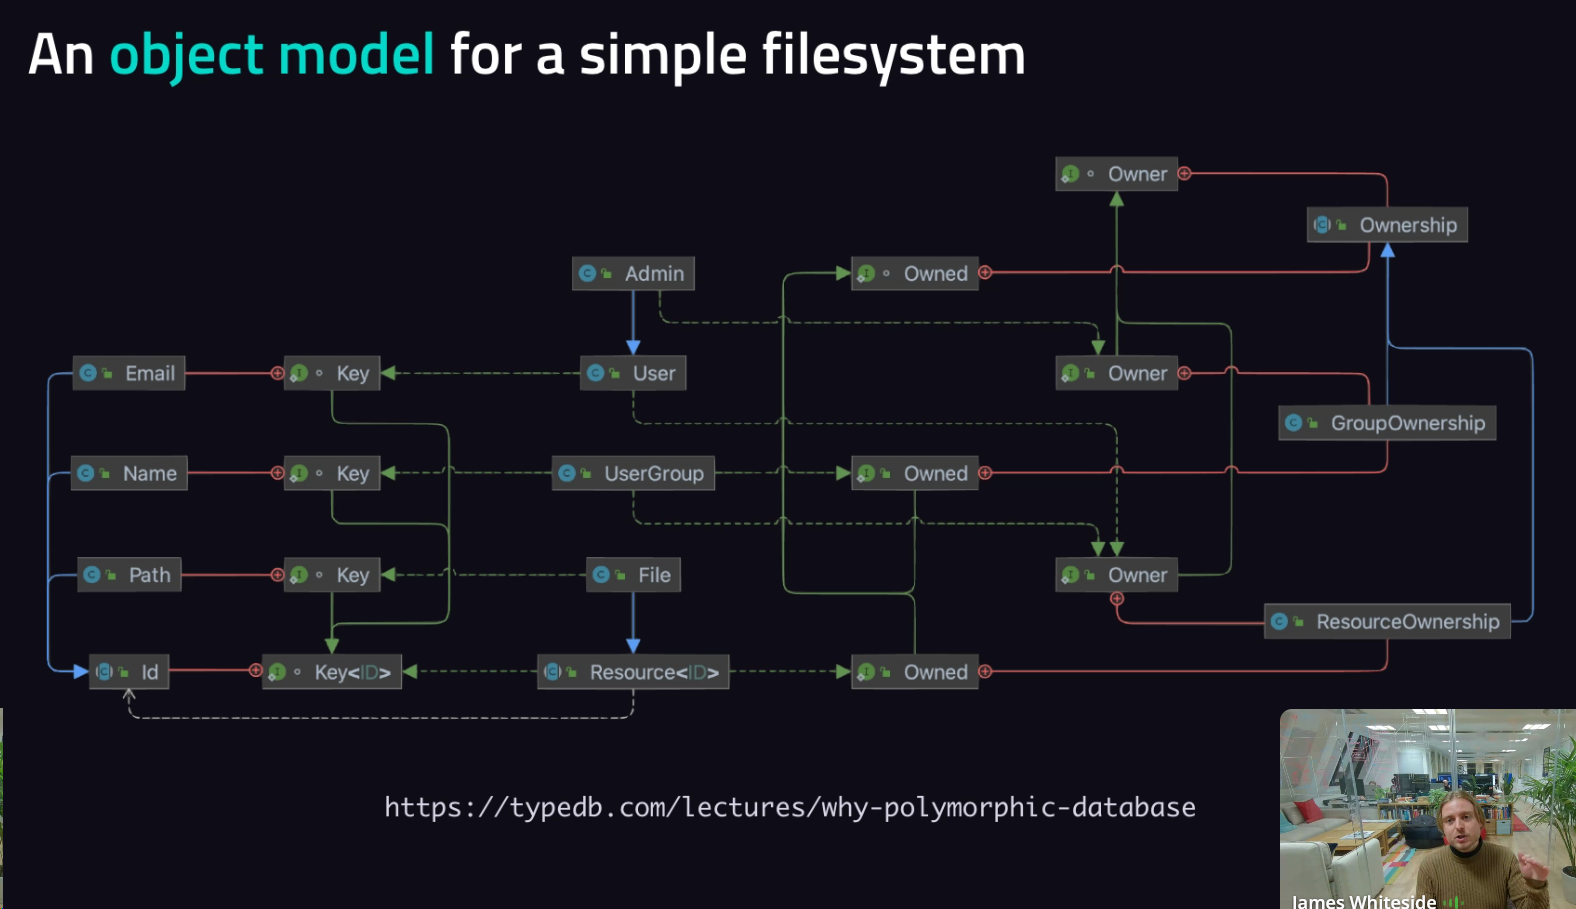 An object model for a simple filesystem
Owner
Ownership
Admin
Owned
Email
Key
User
Owner
GroupOwnership
Name
Key
UserGroup
Owned
Path
Key
File
Owner
ResourceOwnership
Id
Key<ID>
Resource<ID>
Owned
https://typedb.com/lectures/why-polymorphic-database
James Whiteside